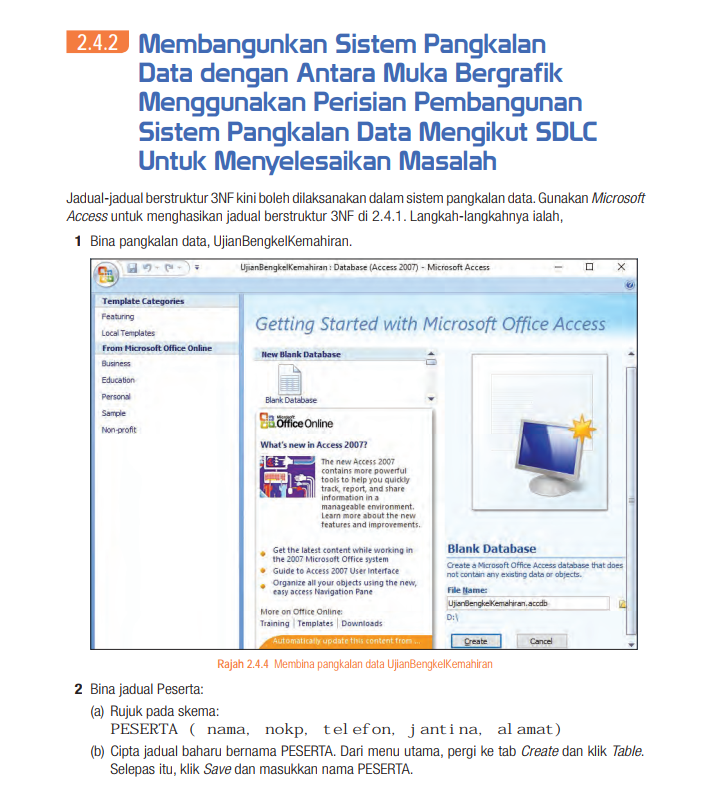 2.4.2 Membangunkan Sistem Pangkalan
Data dengan Antara Muka Bergrafik
Menggunakan Perisian Pembangunan
Sistem Pangkalan Data Mengikut SDLC
Untuk Menyelesaikan Masalah
Jadual-jadual berstruktur 3NF kini boleh dilaksanakan dalam sistem pangkalan data. Gunakan Microsoft
Access untuk menghasikan jadual berstruktur 3NF di 2.4.1. Langkah-langkahnya ialah,
1 Bina pangkalan data, UjianBengkelKemahiran.
UjianBengkelKemahiran : Database (Access 2007) - Microsoft Access
Template Categories
Featuring
Local Templates
From Microsoft Office Online
Business
Education
Personal
Sample
Non-profit
Getting Started with Microsoft Office Access
New Blank Database
Blank Database
Microsoft
Office Online
What's new in Access 2007?
The new Access 2007
contains more powerful
tools to help you quickly
track, report, and share
information in a
manageable environment.
Learn more about the new
features and improvements.
Get the latest content while working in
the 2007 Microsoft Office system
Guide to Access 2007 User Interface
Organize all your objects using the new,
easy access Navigation Pane
More on Office Online:
Training | Templates | Downloads
Automatically update this content from...
Blank Database
Create a Microsoft Office Access database that does
not contain any existing data or objects.
File Name:
UjianBengkelKemahiran.accdb
D:\
Create Cancel
Rajah 2.4.4 Membina pangkalan data UjianBengkelKemahiran
2 Bina jadual Peserta:
(a) Rujuk pada skema:
PESERTA ( nama, nokp, telefon, jantina, alamat)
(b) Cipta jadual baharu bernama PESERTA. Dari menu utama, pergi ke tab Create dan klik Table.
Selepas itu, klik Save dan masukkan nama PESERTA.